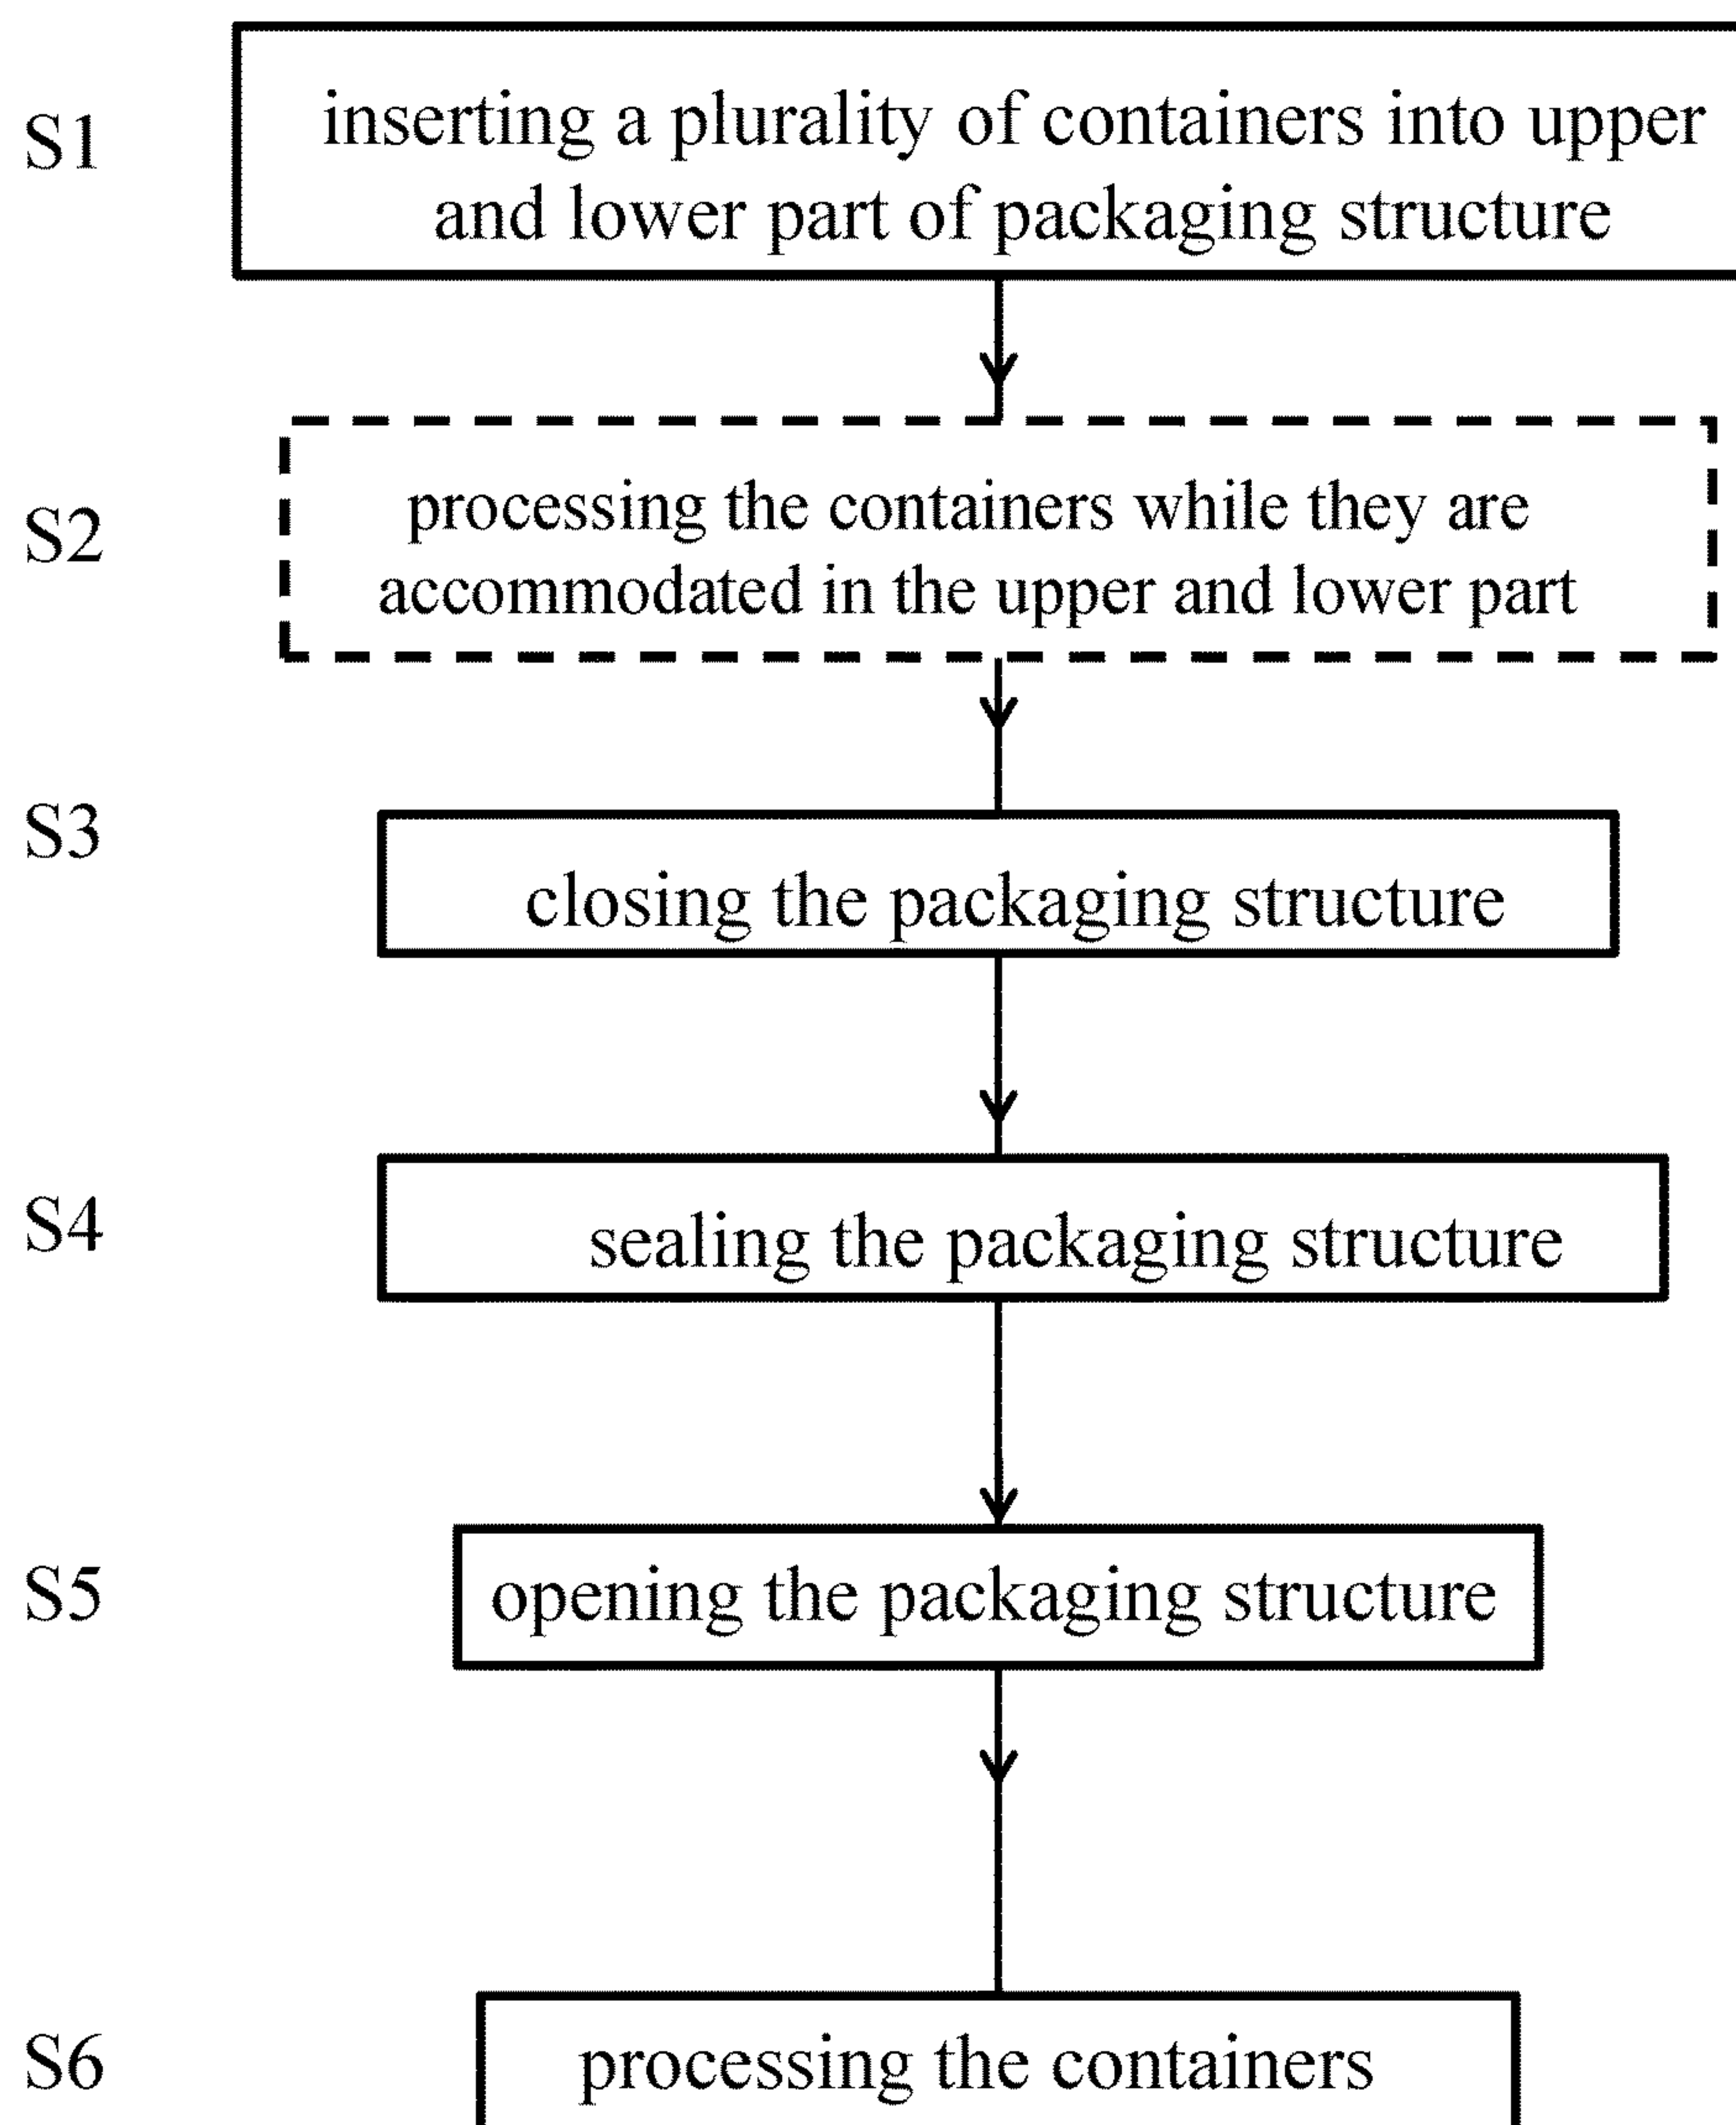 S1
inserting a plurality of containers into upper
and lower part of packaging structure
S2
processing the containers while they are
accommodated in the upper and lower part
S3
closing the packaging structure
S4
sealing the packaging structure
S5
opening the packaging structure
S6
processing the containers